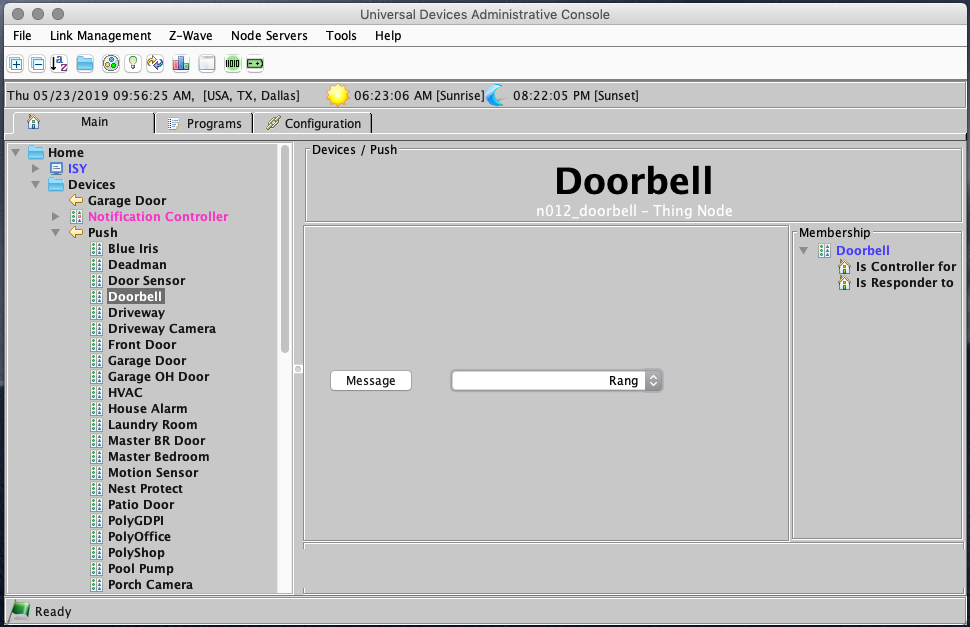 Universal Devices Administrative Console
File Link Management Z-Wave Node Servers Tools Help
Thu 05/23/2019 09:56:25 AM, [USA, TX, Dallas] 06:23:06 AM [Sunrise] 08:22:05 PM [Sunset]
Main Programs Configuration
Home
ISY
Devices
Garage Door
Notification Controller
Push
Blue Iris
Deadman
Door Sensor
Doorbell
Driveway
Driveway Camera
Front Door
Garage Door
Garage OH Door
HVAC
House Alarm
Laundry Room
Master BR Door
Master Bedroom
Motion Sensor
Nest Protect
Patio Door
PolyGDPI
PolyOffice
PolyShop
Pool Pump
Porch Camera
Devices / Push
Doorbell
n012_doorbell - Thing Node
Message Rang
Membership
Doorbell
Is Controller for
Is Responder to
Ready